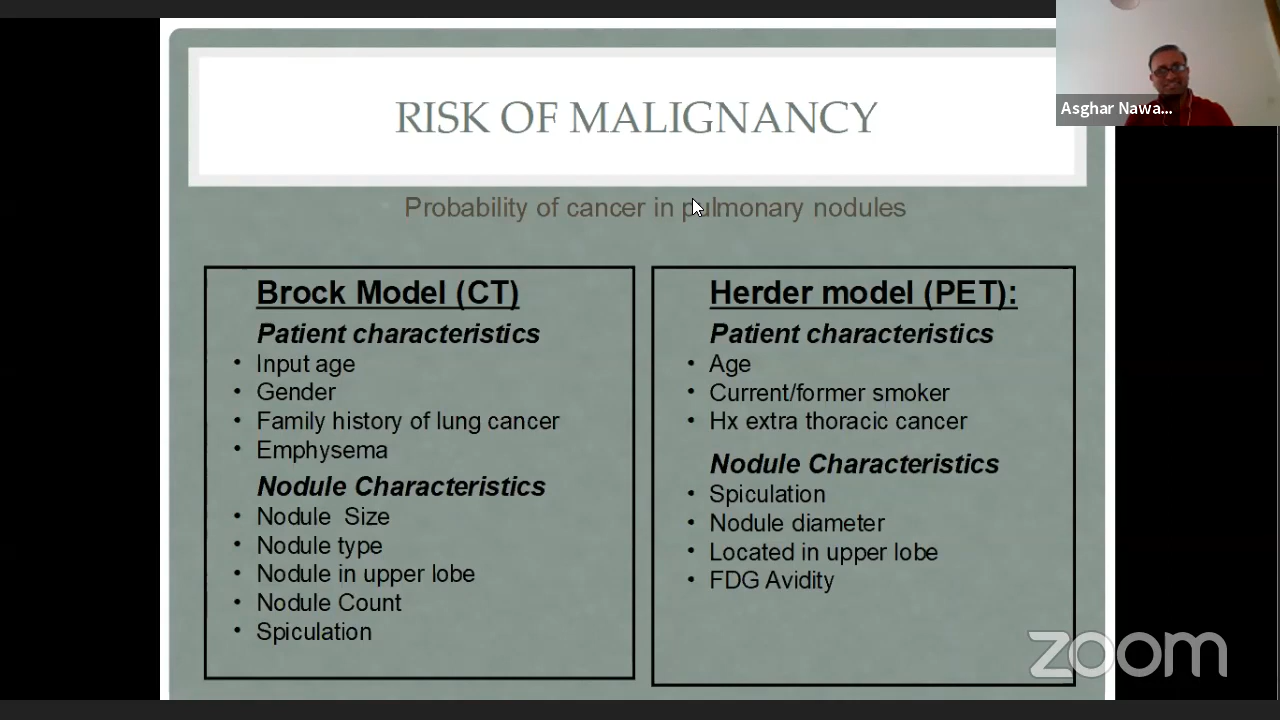 RISK OF MALIGNANCY
Asghar Nawa...
Probability of cancer in pulmonary nodules
Brock Model (CT)
Patient characteristics
• Input age
• Gender
• Family history of lung cancer
• Emphysema
Nodule Characteristics
• Nodule Size
• Nodule type
• Nodule in upper lobe
• Nodule Count
• Spiculation
Herder model (PET):
Patient characteristics
• Age
• Current/former smoker
• Hx extra thoracic cancer
Nodule Characteristics
• Spiculation
• Nodule diameter
• Located in upper lobe
• FDG Avidity
zoom